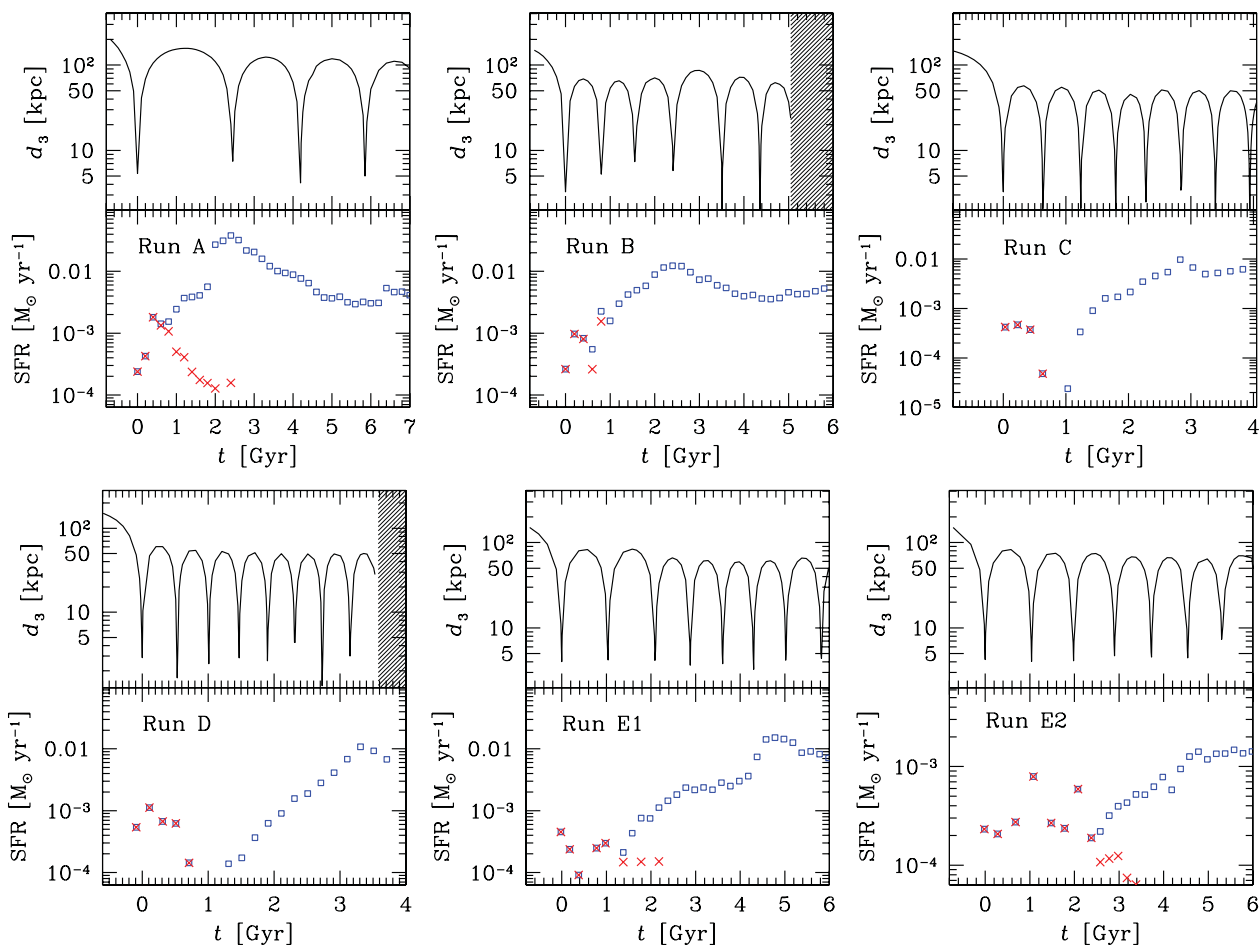 d₃ [kpc]
10²
50
10
5
Run A
SFR [M☉ yr⁻¹]
0.01
10⁻³
10⁻⁴
0 1 2 3 4 5 6 7
t [Gyr]
d₃ [kpc]
10²
50
10
5
Run B
SFR [M☉ yr⁻¹]
0.01
10⁻³
10⁻⁴
0 1 2 3 4 5 6
t [Gyr]
d₃ [kpc]
10²
50
10
5
Run C
SFR [M☉ yr⁻¹]
0.01
10⁻³
10⁻⁴
10⁻⁵
0 1 2 3 4
t [Gyr]
d₃ [kpc]
10²
50
10
5
Run D
SFR [M☉ yr⁻¹]
0.01
10⁻³
10⁻⁴
0 1 2 3 4
t [Gyr]
d₃ [kpc]
10²
50
10
5
Run E1
SFR [M☉ yr⁻¹]
0.01
10⁻³
10⁻⁴
0 1 2 3 4 5 6
t [Gyr]
d₃ [kpc]
10²
50
10
5
Run E2
SFR [M☉ yr⁻¹]
10⁻³
10⁻⁴
0 1 2 3 4 5 6
t [Gyr]